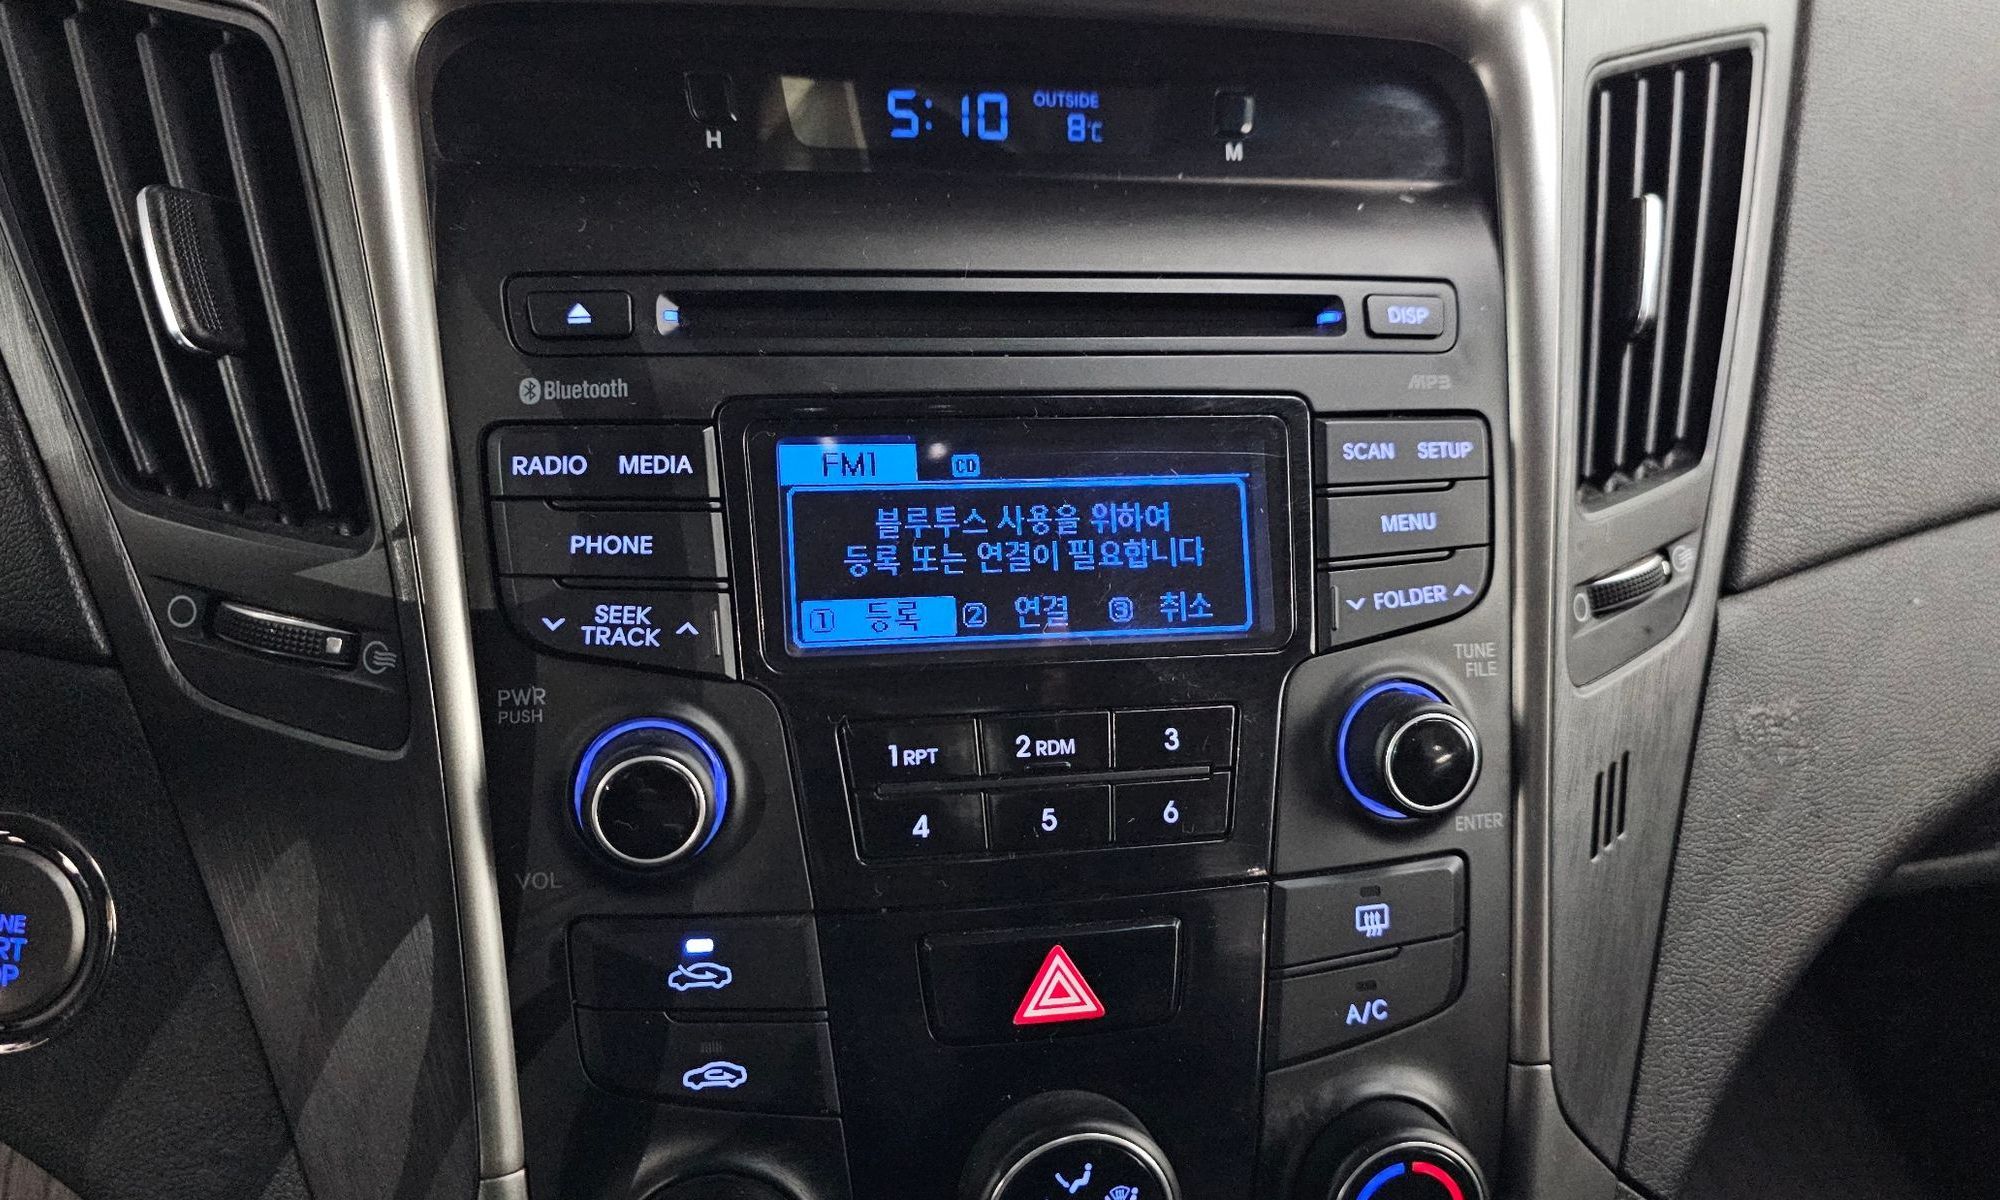 5:10
OUTSIDE
8°C
H
M
DISP
Bluetooth
MP3
RADIO MEDIA
FM1 CD
SCAN SETUP
PHONE
블루투스 사용을 위하여
등록 또는 연결이 필요합니다
1 등록 2 연결 3 취소
MENU
SEEK
TRACK
FOLDER
TUNE
FILE
PWR
PUSH
1 RPT
2 RDM
3
4
5
6
ENTER
VOL
NE
RT
OP
A/C